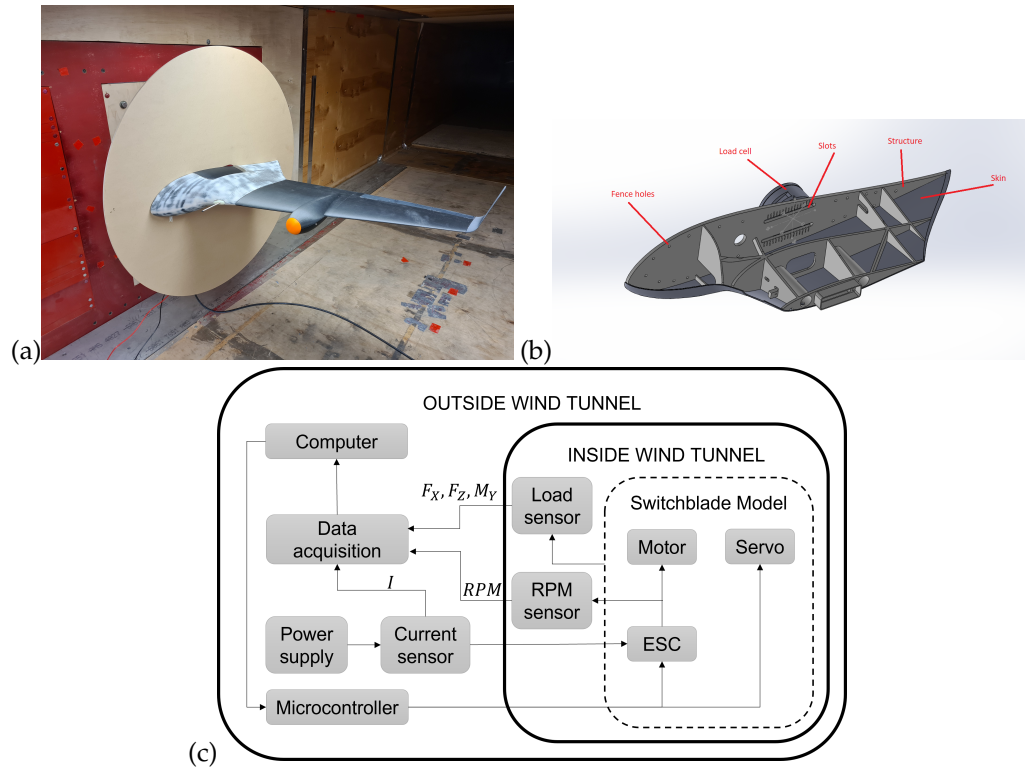 (a)
Load cell
Slots
Structure
Skin
Fence holes
(b)
OUTSIDE WIND TUNNEL
Computer
INSIDE WIND TUNNEL
F_X, F_Z, M_Y
Load
sensor
Switchblade Model
Data
acquisition
Motor
Servo
I
RPM
RPM
sensor
Power
supply
Current
sensor
ESC
Microcontroller
(c)